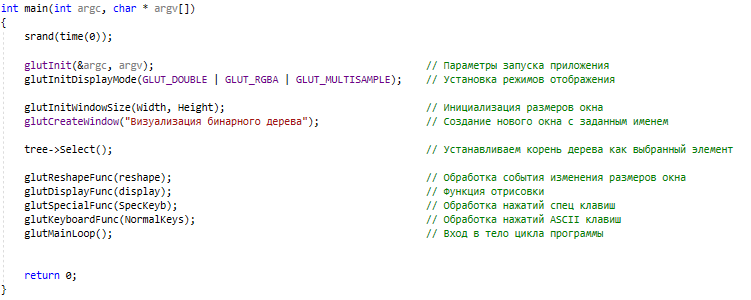 int main(int argc, char * argv[])
{
srand(time(0));
glutInit(&argc, argv); // Параметры запуска приложения
glutInitDisplayMode(GLUT_DOUBLE | GLUT_RGBA | GLUT_MULTISAMPLE); // Установка режимов отображения
glutInitWindowSize(Width, Height); // Инициализация размеров окна
glutCreateWindow("Визуализация бинарного дерева"); // Создание нового окна с заданным именем
tree->Select(); // Устанавливаем корень дерева как выбранный элемент
glutReshapeFunc(reshape); // Обработка события изменения размеров окна
glutDisplayFunc(display); // Функция отрисовки
glutSpecialFunc(SpecKeyb); // Обработка нажатий спец клавиш
glutKeyboardFunc(NormalKeys); // Обработка нажатий ASCII клавиш
glutMainLoop(); // Вход в тело цикла программы
return 0;
}